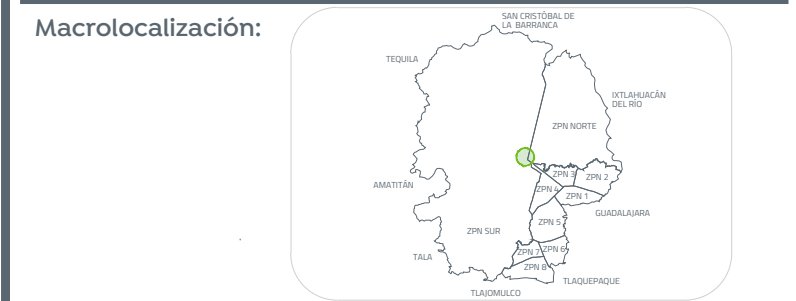 Macrolocalización:
SAN CRISTÓBAL DE
LA BARRANCA
TEQUILA
IXTLAHUACÁN
DEL RÍO
ZPN NORTE
ZPN 3
ZPN 2
AMATITÁN
ZPN 4
ZPN 1
GUADALAJARA
ZPN 5
ZPN SUR
ZPN 7
ZPN 6
TALA
ZPN 8
TLAQUEPAQUE
TLAJOMULCO